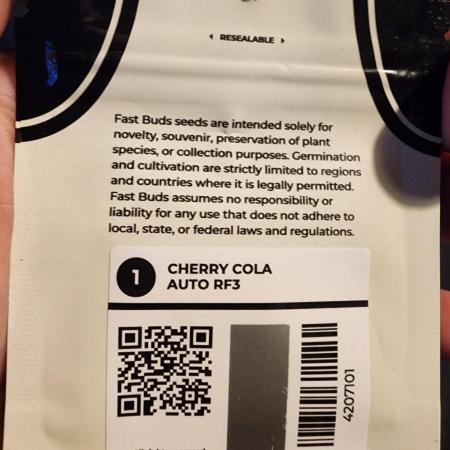 RESEALABLE
Fast Buds seeds are intended solely for
novelty, souvenir, preservation of plant
species, or collection purposes. Germination
and cultivation are strictly limited to regions
and countries where it is legally permitted.
Fast Buds assumes no responsibility or
liability for any use that does not adhere to
local, state, or federal laws and regulations.
1
CHERRY COLA
AUTO RF3
4207101